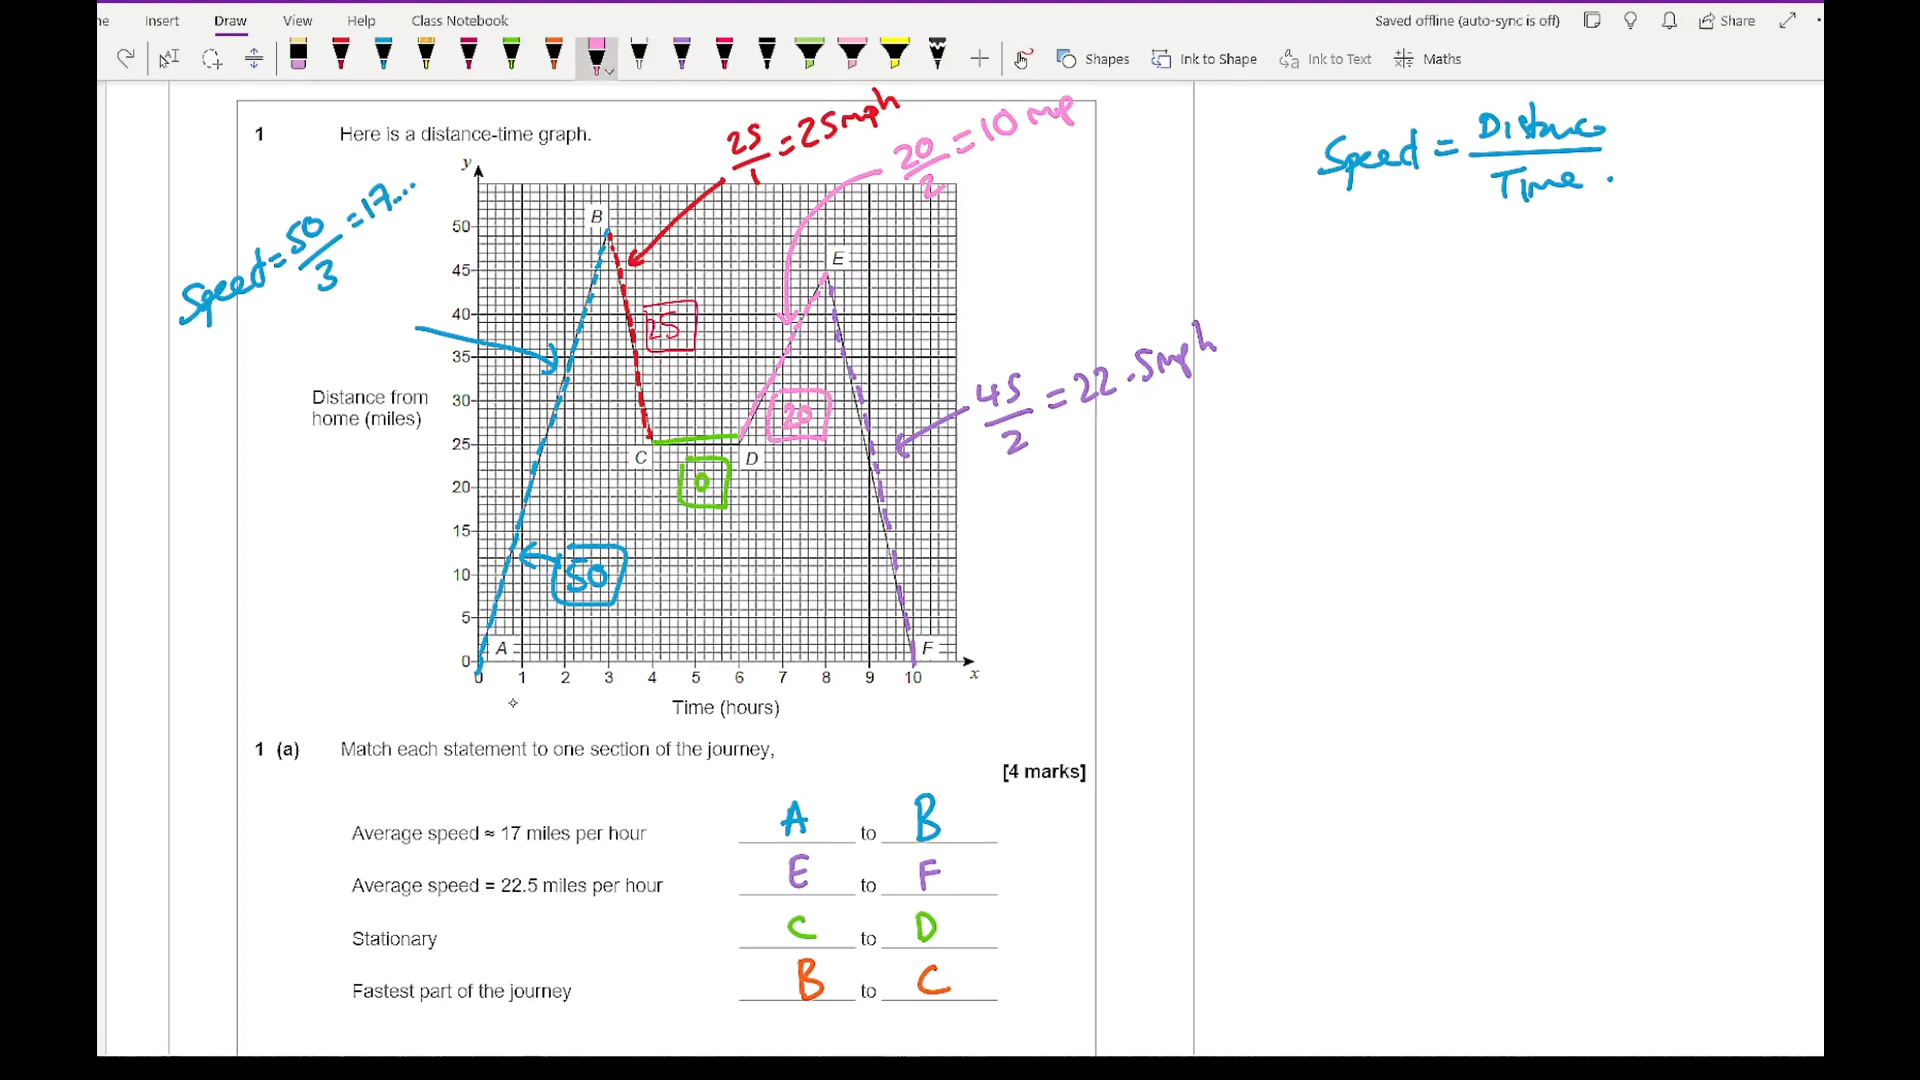 Insert Draw View Help Class Notebook Saved offline (auto-sync is off) Share
Shapes Ink to Shape Ink to Text Maths
1 Here is a distance-time graph.
25/1 = 25mph
20/2 = 10 mp
Speed = Distance/Time.
Speed = 50/3 = 17...
y
B
E
50
45
40
35
30
25
20
15
10
5
0
25
Distance from
home (miles)
20
45/2 = 22.5mph
C
D
0
50
A
F
0 1 2 3 4 5 6 7 8 9 10 x
Time (hours)
1 (a) Match each statement to one section of the journey,
[4 marks]
Average speed ≈ 17 miles per hour A to B
Average speed = 22.5 miles per hour E to F
Stationary C to D
Fastest part of the journey B to C